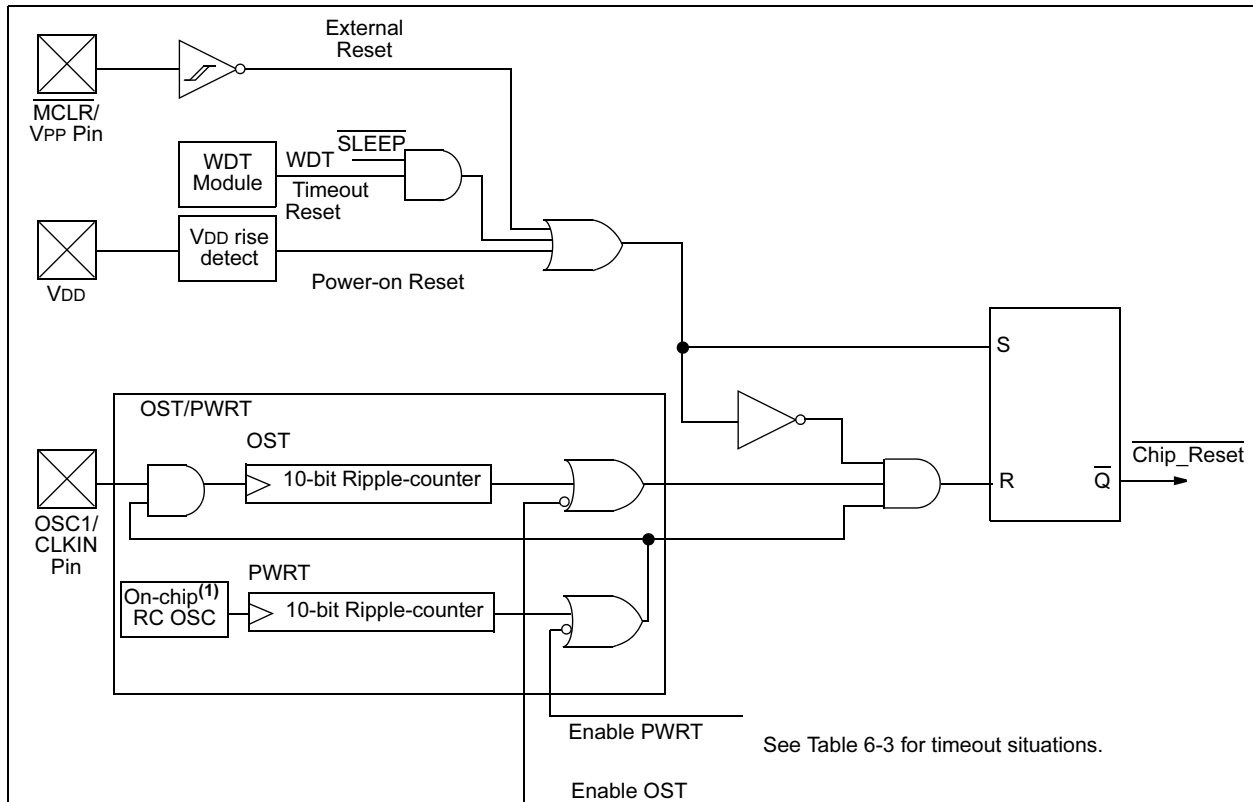 External
Reset
MCLR/
VPP Pin
SLEEP
WDT
Module
WDT
Timeout
Reset
VDD rise
detect
Power-on Reset
VDD
S
OST/PWRT
OST
10-bit Ripple-counter
Chip_Reset
R
Q
OSC1/
CLKIN
Pin
PWRT
On-chip(1)
RC OSC
10-bit Ripple-counter
Enable PWRT
See Table 6-3 for timeout situations.
Enable OST